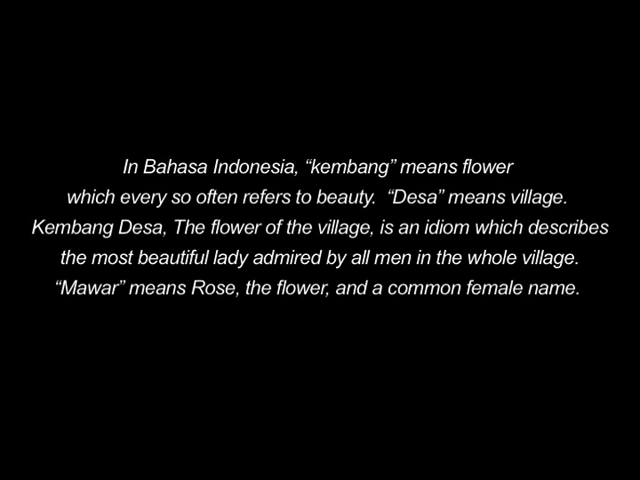 In Bahasa Indonesia, “kembang” means flower
which every so often refers to beauty. “Desa” means village.
Kembang Desa, The flower of the village, is an idiom which describes
the most beautiful lady admired by all men in the whole village.
“Mawar” means Rose, the flower, and a common female name.